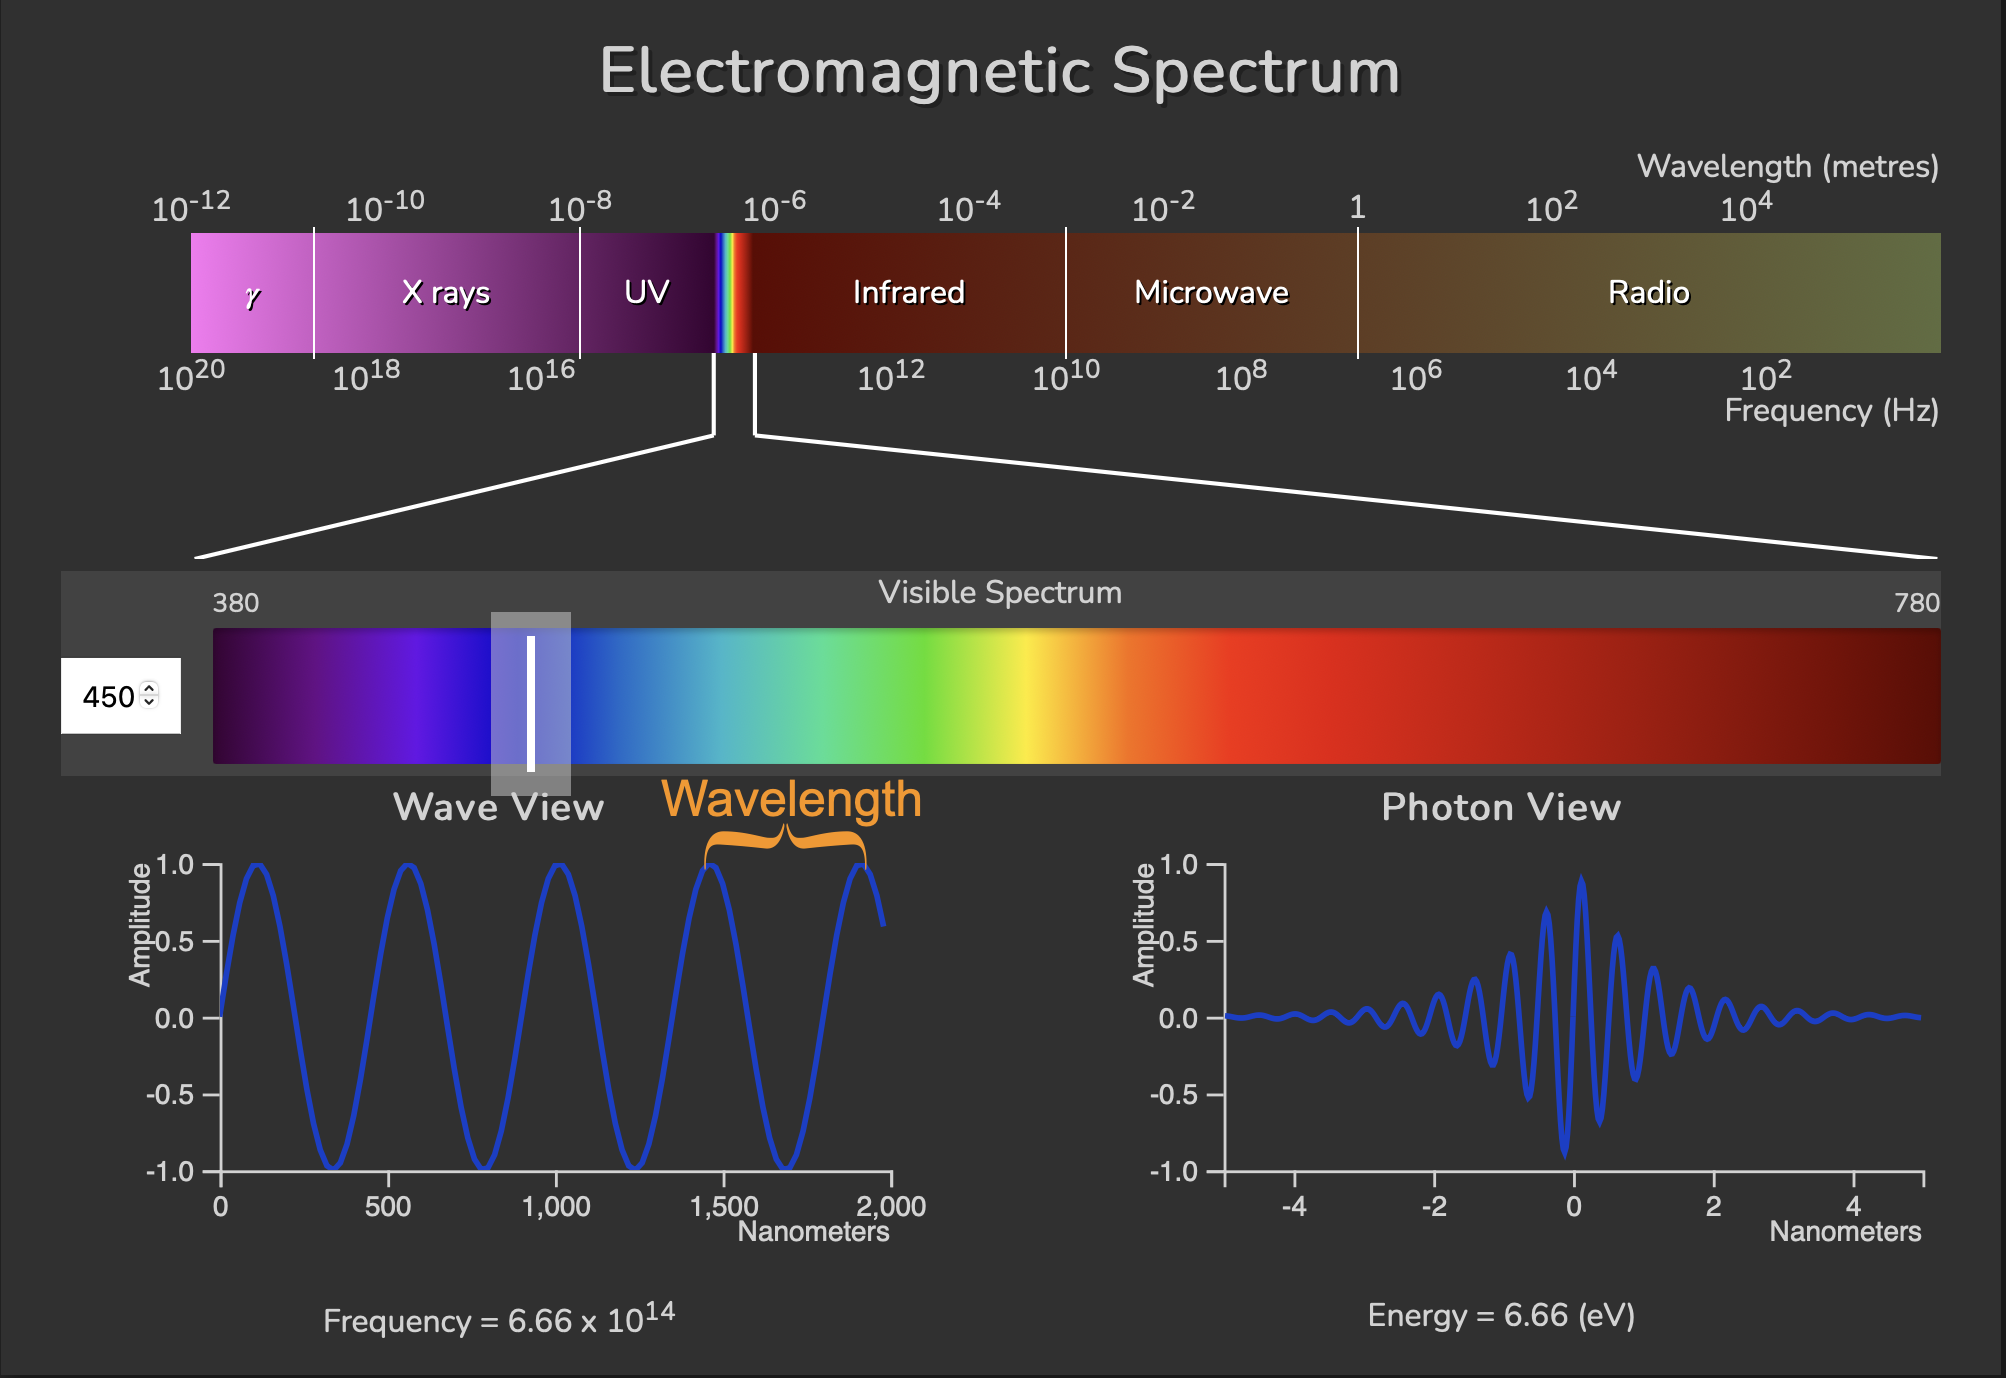 Electromagnetic Spectrum
Wavelength (metres)
10⁻¹² 10⁻¹⁰ 10⁻⁸ 10⁻⁶ 10⁻⁴ 10⁻² 1 10² 10⁴
γ X rays UV Infrared Microwave Radio
10²⁰ 10¹⁸ 10¹⁶ 10¹² 10¹⁰ 10⁸ 10⁶ 10⁴ 10²
Frequency (Hz)
Visible Spectrum
380 780
450
Wave View
Wavelength
Amplitude
1.0
0.5
0.0
-0.5
-1.0
0 500 1,000 1,500 2,000
Nanometers
Frequency = 6.66 x 10¹⁴
Photon View
Amplitude
1.0
0.5
0.0
-0.5
-1.0
-4 -2 0 2 4
Nanometers
Energy = 6.66 (eV)